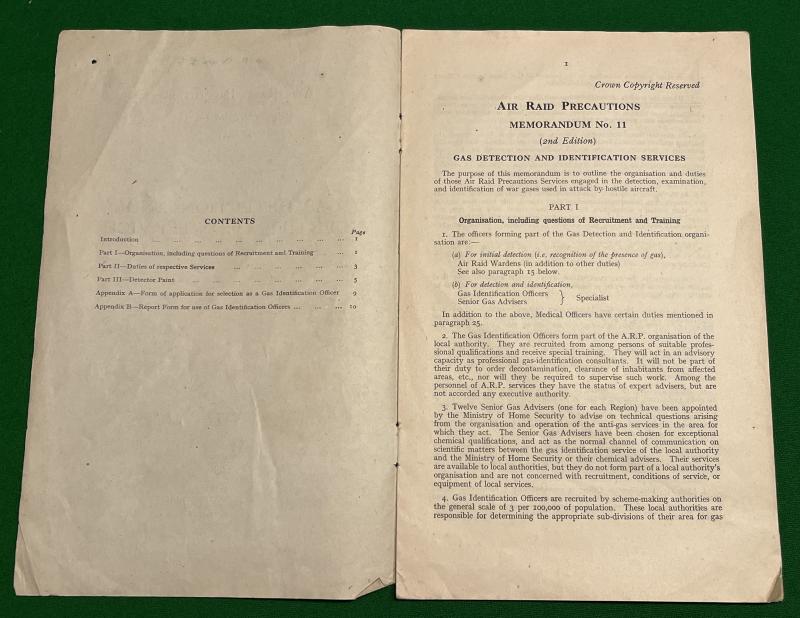 CONTENTS
Page
Introduction ... ... ... ... ... ... ... ... ... 1
Part I—Organisation, including questions of Recruitment and Training ... 1
Part II—Duties of respective Services ... ... ... ... ... 3
Part III—Detector Paint ... ... ... ... ... ... ... 5
Appendix A—Form of application for selection as a Gas Identification Officer 9
Appendix B—Report Form for use of Gas Identification Officers ... ... ... 10
1
Crown Copyright Reserved
AIR RAID PRECAUTIONS
MEMORANDUM No. 11
(2nd Edition)
GAS DETECTION AND IDENTIFICATION SERVICES
The purpose of this memorandum is to outline the organisation and duties
of those Air Raid Precautions Services engaged in the detection, examination,
and identification of war gases used in attack by hostile aircraft.
PART I
Organisation, including questions of Recruitment and Training
1. The officers forming part of the Gas Detection and Identification organi-
sation are:—
(a) For initial detection (i.e. recognition of the presence of gas),
Air Raid Wardens (in addition to other duties)
See also paragraph 15 below.
(b) For detection and identification,
Gas Identification Officers
Senior Gas Advisers } Specialist
In addition to the above, Medical Officers have certain duties mentioned in
paragraph 25.
2. The Gas Identification Officers form part of the A.R.P. organisation of the
local authority. They are recruited from among persons of suitable profes-
sional qualifications and receive special training. They will act in an advisory
capacity as professional gas-identification consultants. It will not be part of
their duty to order decontamination, clearance of inhabitants from affected
areas, etc., nor will they be required to supervise such work. Among the
personnel of A.R.P. services they have the status of expert advisers, but are
not accorded any executive authority.
3. Twelve Senior Gas Advisers (one for each Region) have been appointed
by the Ministry of Home Security to advise on technical questions arising
from the organisation and operation of the anti-gas services in the area for
which they act. The Senior Gas Advisers have been chosen for exceptional
chemical qualifications, and act as the normal channel of communication on
scientific matters between the gas identification service of the local authority
and the Ministry of Home Security or their chemical advisers. Their services
are available to local authorities, but they do not form part of a local authority's
organisation and are not concerned with recruitment, conditions of service, or
equipment of local services.
4. Gas Identification Officers are recruited by scheme-making authorities on
the general scale of 3 per 100,000 of population. These local authorities are
responsible for determining the appropriate sub-divisions of their area for gas